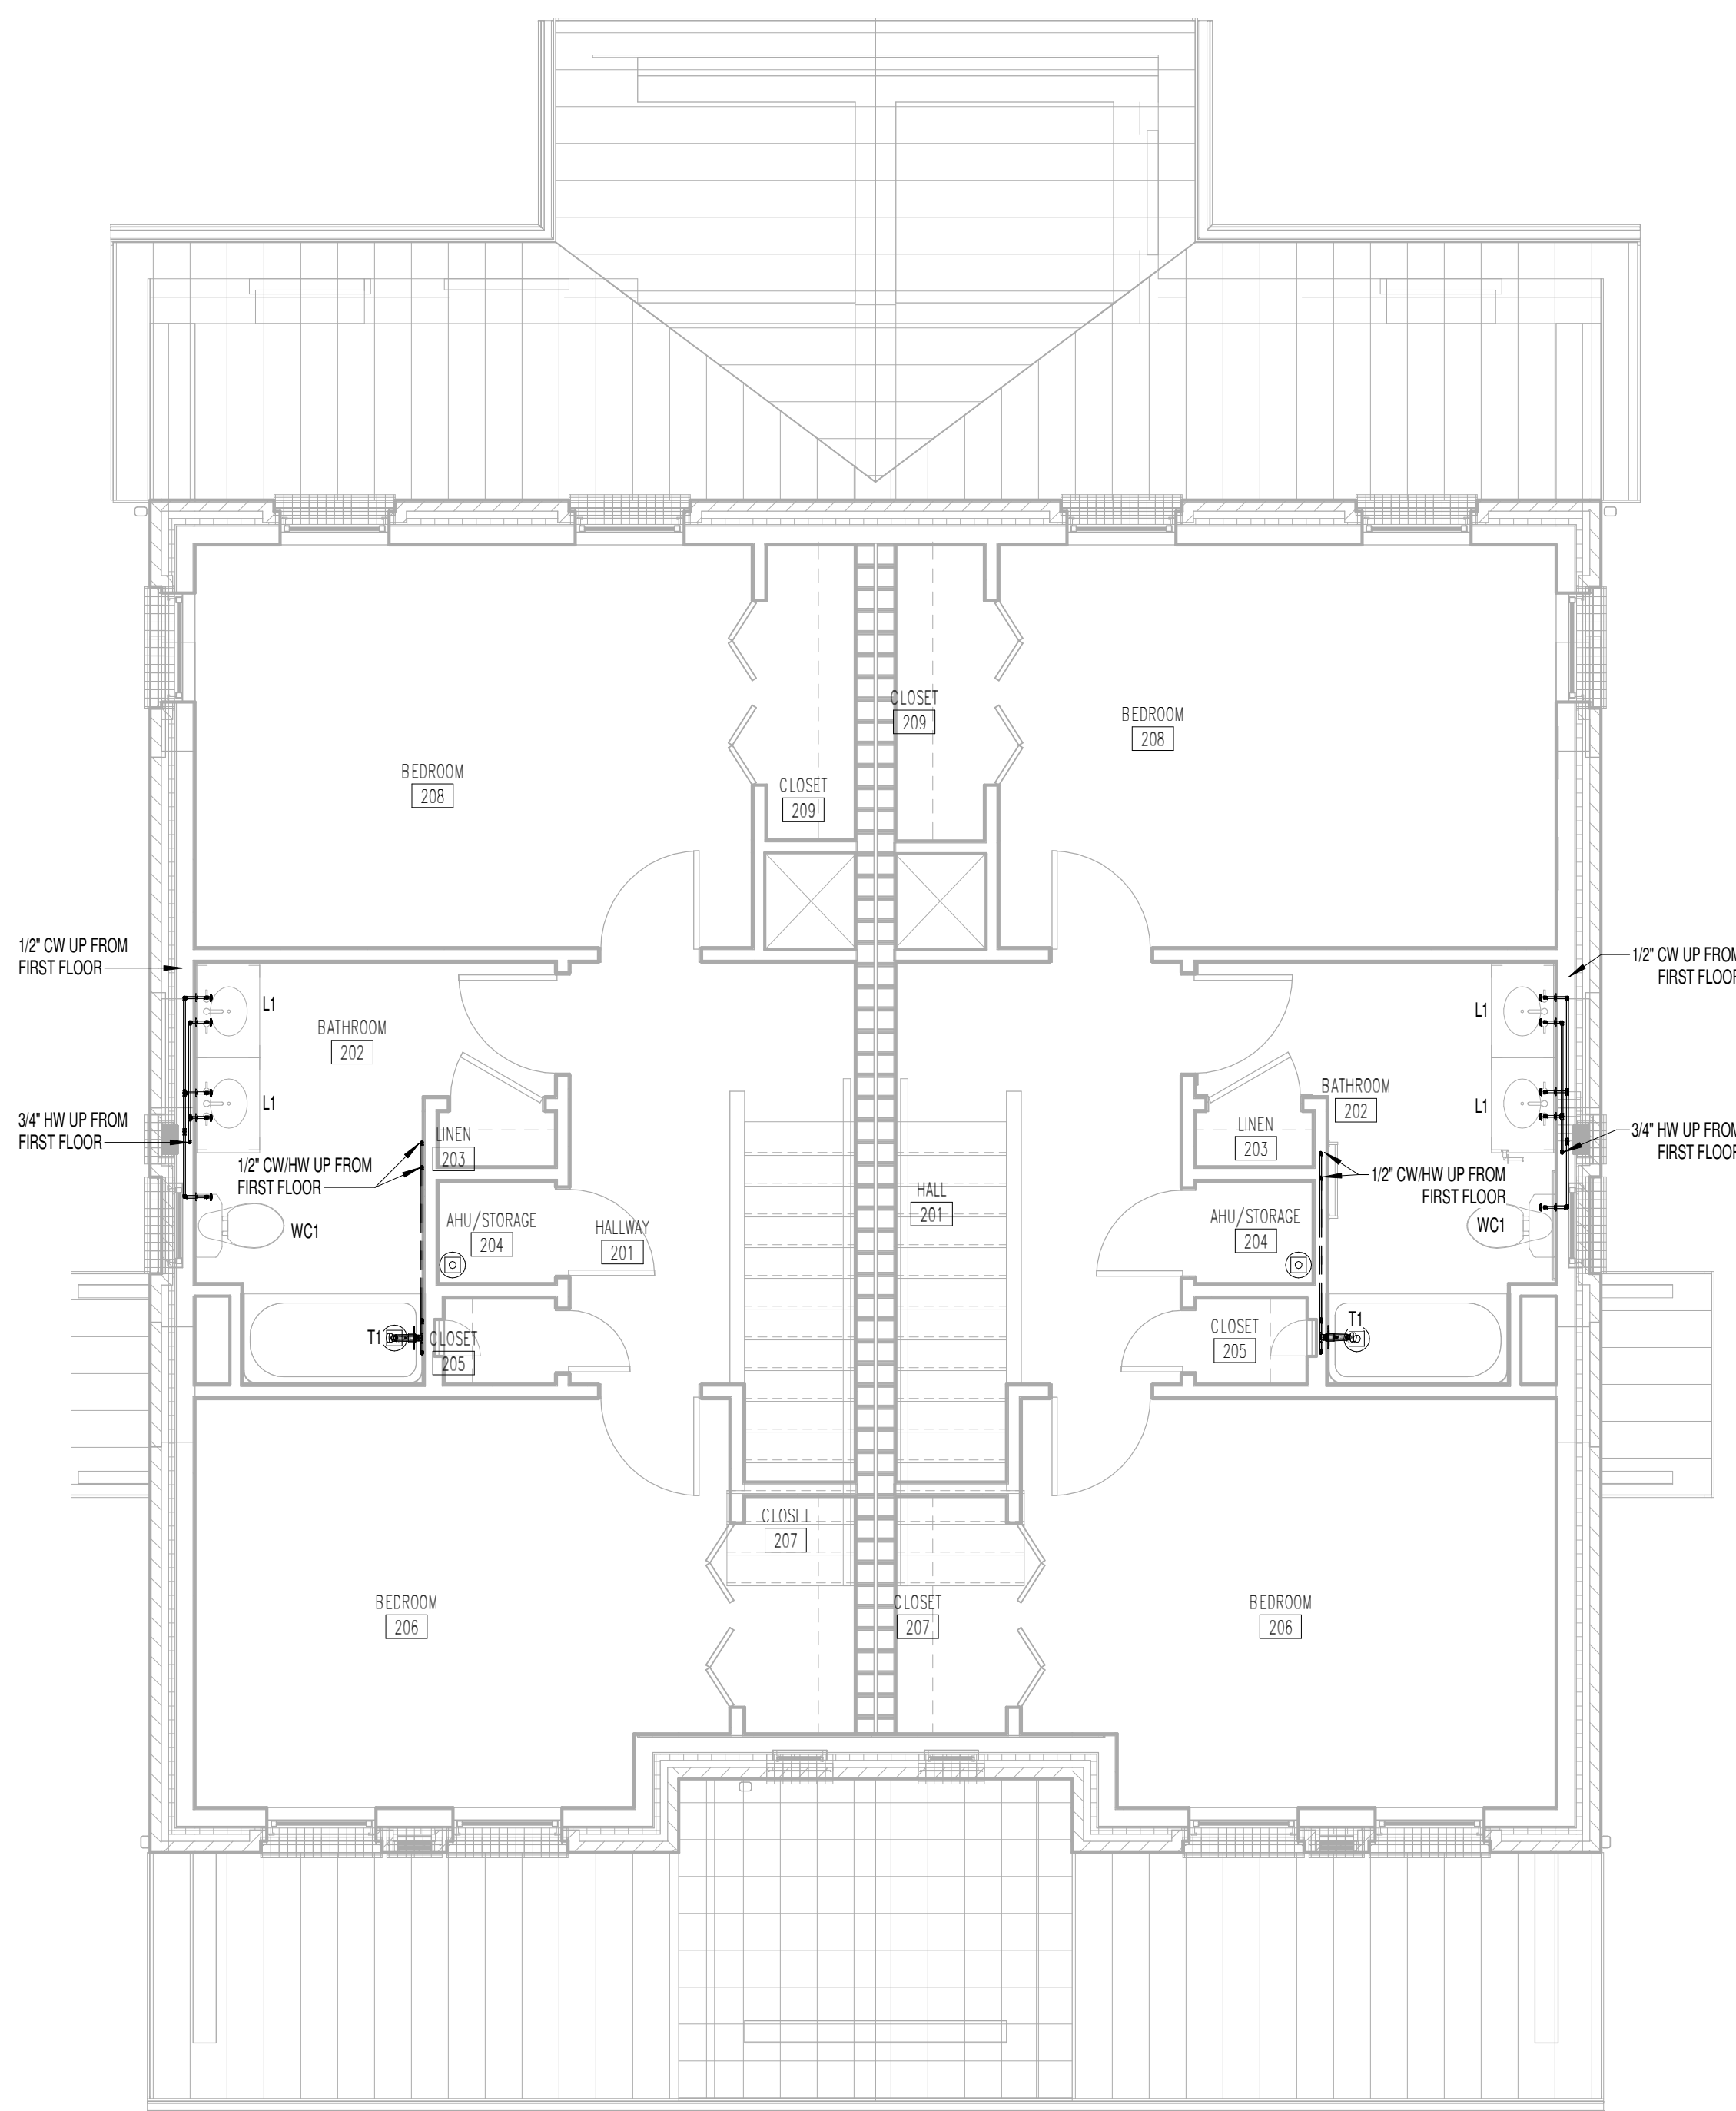 CLOSET
209
BEDROOM
208
BEDROOM
208
CLOSET
209
1/2" CW UP FROM
FIRST FLOOR
1/2" CW UP FROM
FIRST FLOOR
L1
L1
BATHROOM
202
L1
L1
BATHROOM
202
3/4" HW UP FROM
FIRST FLOOR
3/4" HW UP FROM
FIRST FLOOR
LINEN
203
LINEN
203
1/2" CW/HW UP FROM
FIRST FLOOR
1/2" CW/HW UP FROM
FIRST FLOOR
HALL
201
WC1
AHU/STORAGE
204
HALLWAY
201
AHU/STORAGE
204
WC1
T1
CLOSET
205
CLOSET
205
T1
CLOSET
207
BEDROOM
206
CLOSET
207
BEDROOM
206